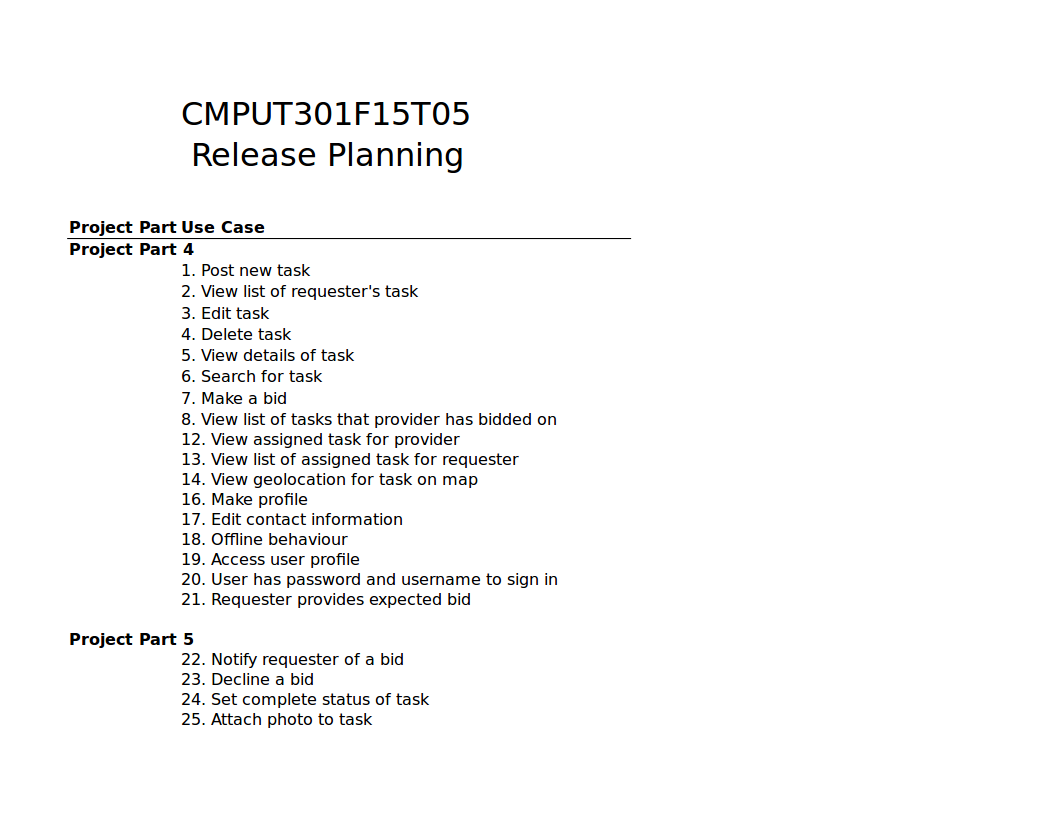 CMPUT301F15T05
Release Planning
Project Part Use Case
Project Part 4
1. Post new task
2. View list of requester's task
3. Edit task
4. Delete task
5. View details of task
6. Search for task
7. Make a bid
8. View list of tasks that provider has bidded on
12. View assigned task for provider
13. View list of assigned task for requester
14. View geolocation for task on map
16. Make profile
17. Edit contact information
18. Offline behaviour
19. Access user profile
20. User has password and username to sign in
21. Requester provides expected bid
Project Part 5
22. Notify requester of a bid
23. Decline a bid
24. Set complete status of task
25. Attach photo to task